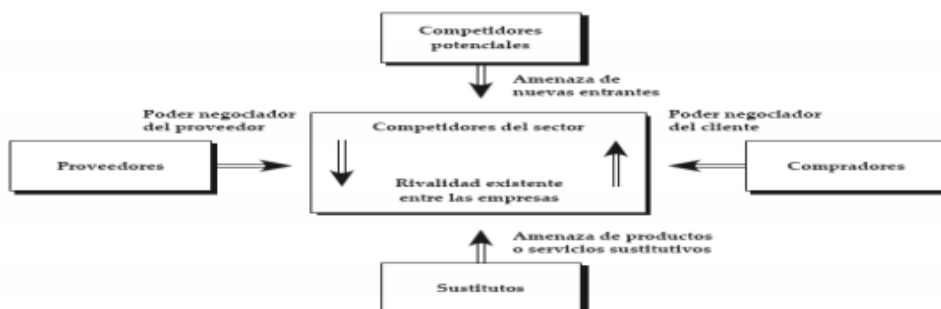 Competidores
potenciales
Amenaza de
nuevas entrantes
Poder negociador
del proveedor
Competidores del sector
Poder negociador
del cliente
Proveedores
Compradores
Rivalidad existente
entre las empresas
Amenaza de productos
o servicios sustitutivos
Sustitutos